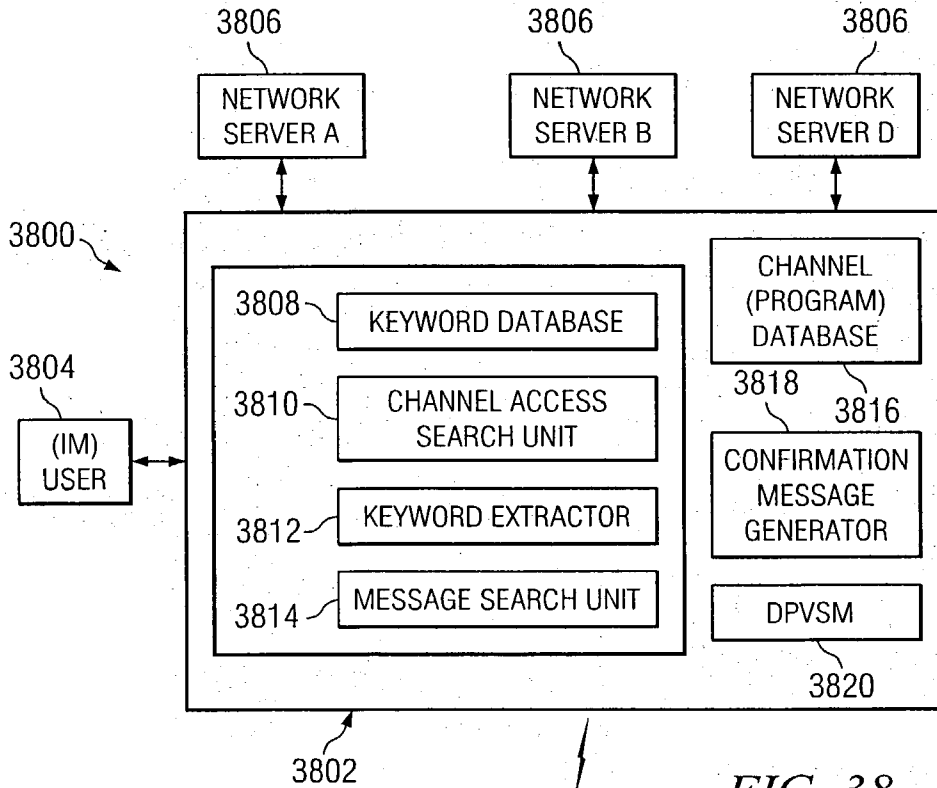 3806
3806
3806
NETWORK
SERVER A
NETWORK
SERVER B
NETWORK
SERVER D
3800
3808
KEYWORD DATABASE
CHANNEL
(PROGRAM)
DATABASE
3804
3810
CHANNEL ACCESS
SEARCH UNIT
3818
3816
(IM)
USER
3812
KEYWORD EXTRACTOR
CONFIRMATION
MESSAGE
GENERATOR
3814
MESSAGE SEARCH UNIT
DPVSM
3820
3802
FIG. 38